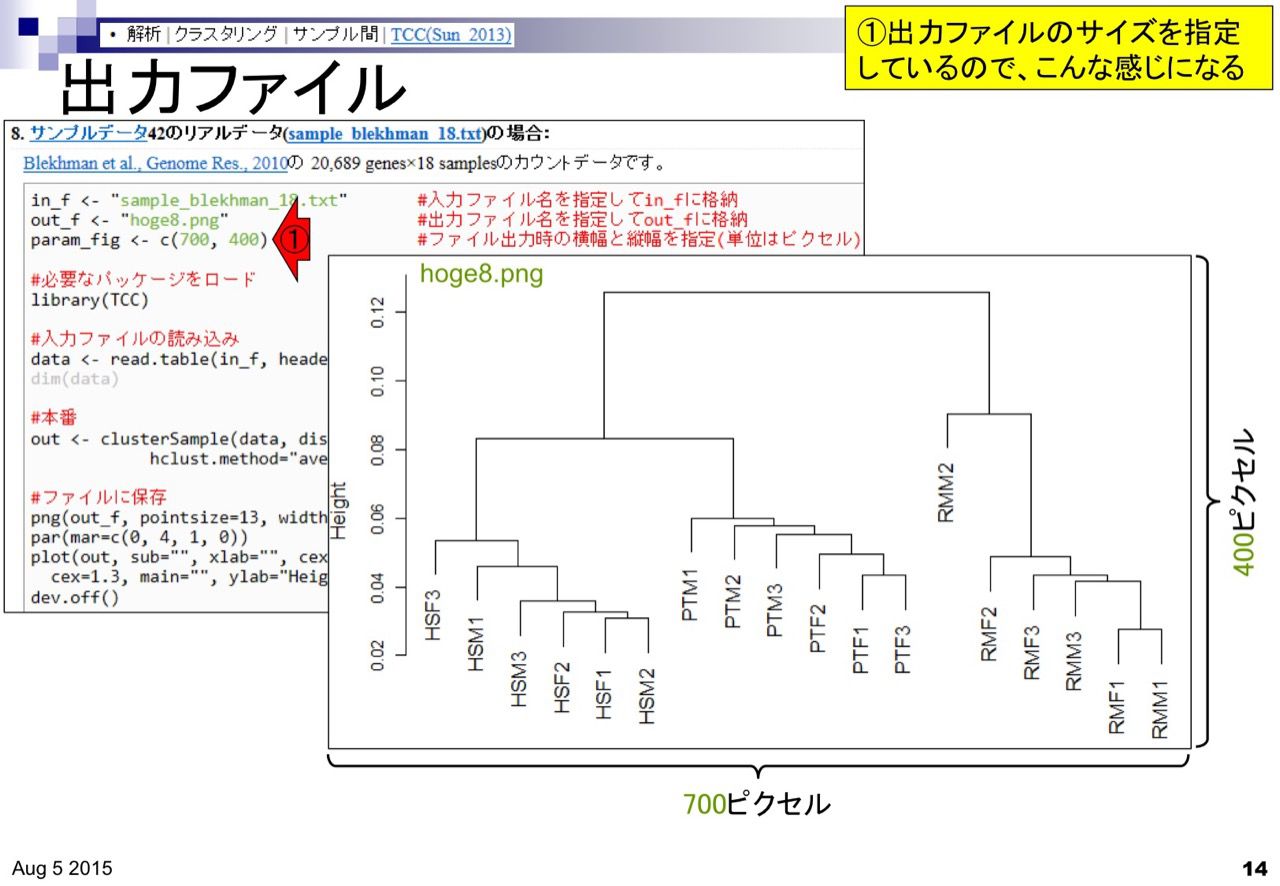 • 解析 | クラスタリング | サンプル間 | TCC(Sun_2013)
①出力ファイルのサイズを指定
しているので、こんな感じになる
出力ファイル
8. サンプルデータ42のリアルデータ(sample_blekhman_18.txt)の場合:
Blekhman et al., Genome Res., 2010の 20,689 genes×18 samplesのカウントデータです。
in_f <- "sample_blekhman_18.txt" #入力ファイル名を指定してin_fに格納
out_f <- "hoge8.png" #出力ファイル名を指定してout_fに格納
param_fig <- c(700, 400) #ファイル出力時の横幅と縦幅を指定(単位はピクセル)
①
#必要なパッケージをロード
library(TCC)
#入力ファイルの読み込み
data <- read.table(in_f, heade
dim(data)
#本番
out <- clusterSample(data, dis
hclust.method="ave
#ファイルに保存
png(out_f, pointsize=13, width
par(mar=c(0, 4, 1, 0))
plot(out, sub="", xlab="", cex
cex=1.3, main="", ylab="Heig
dev.off()
hoge8.png
Height
0.12
0.10
0.08
0.06
0.04
0.02
HSF3
HSM1
HSM3
HSF2
HSF1
HSM2
PTM1
PTM2
PTM3
PTF2
PTF1
PTF3
RMM2
RMF2
RMF3
RMM3
RMF1
RMM1
400ピクセル
700ピクセル
Aug 5 2015
14